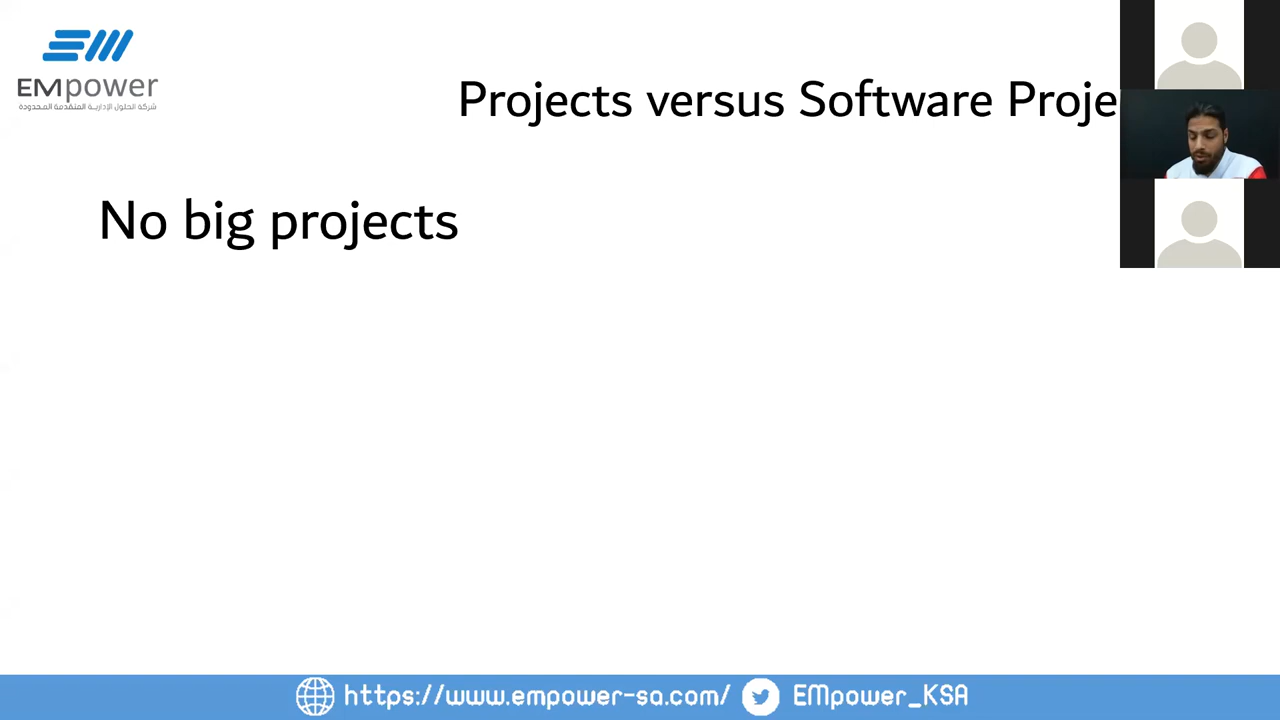 EMpower
شركة الحلول الإدارية المتقدمة المحدودة
Projects versus Software Proje
No big projects
https://www.empower-sa.com/
EMpower_KSA